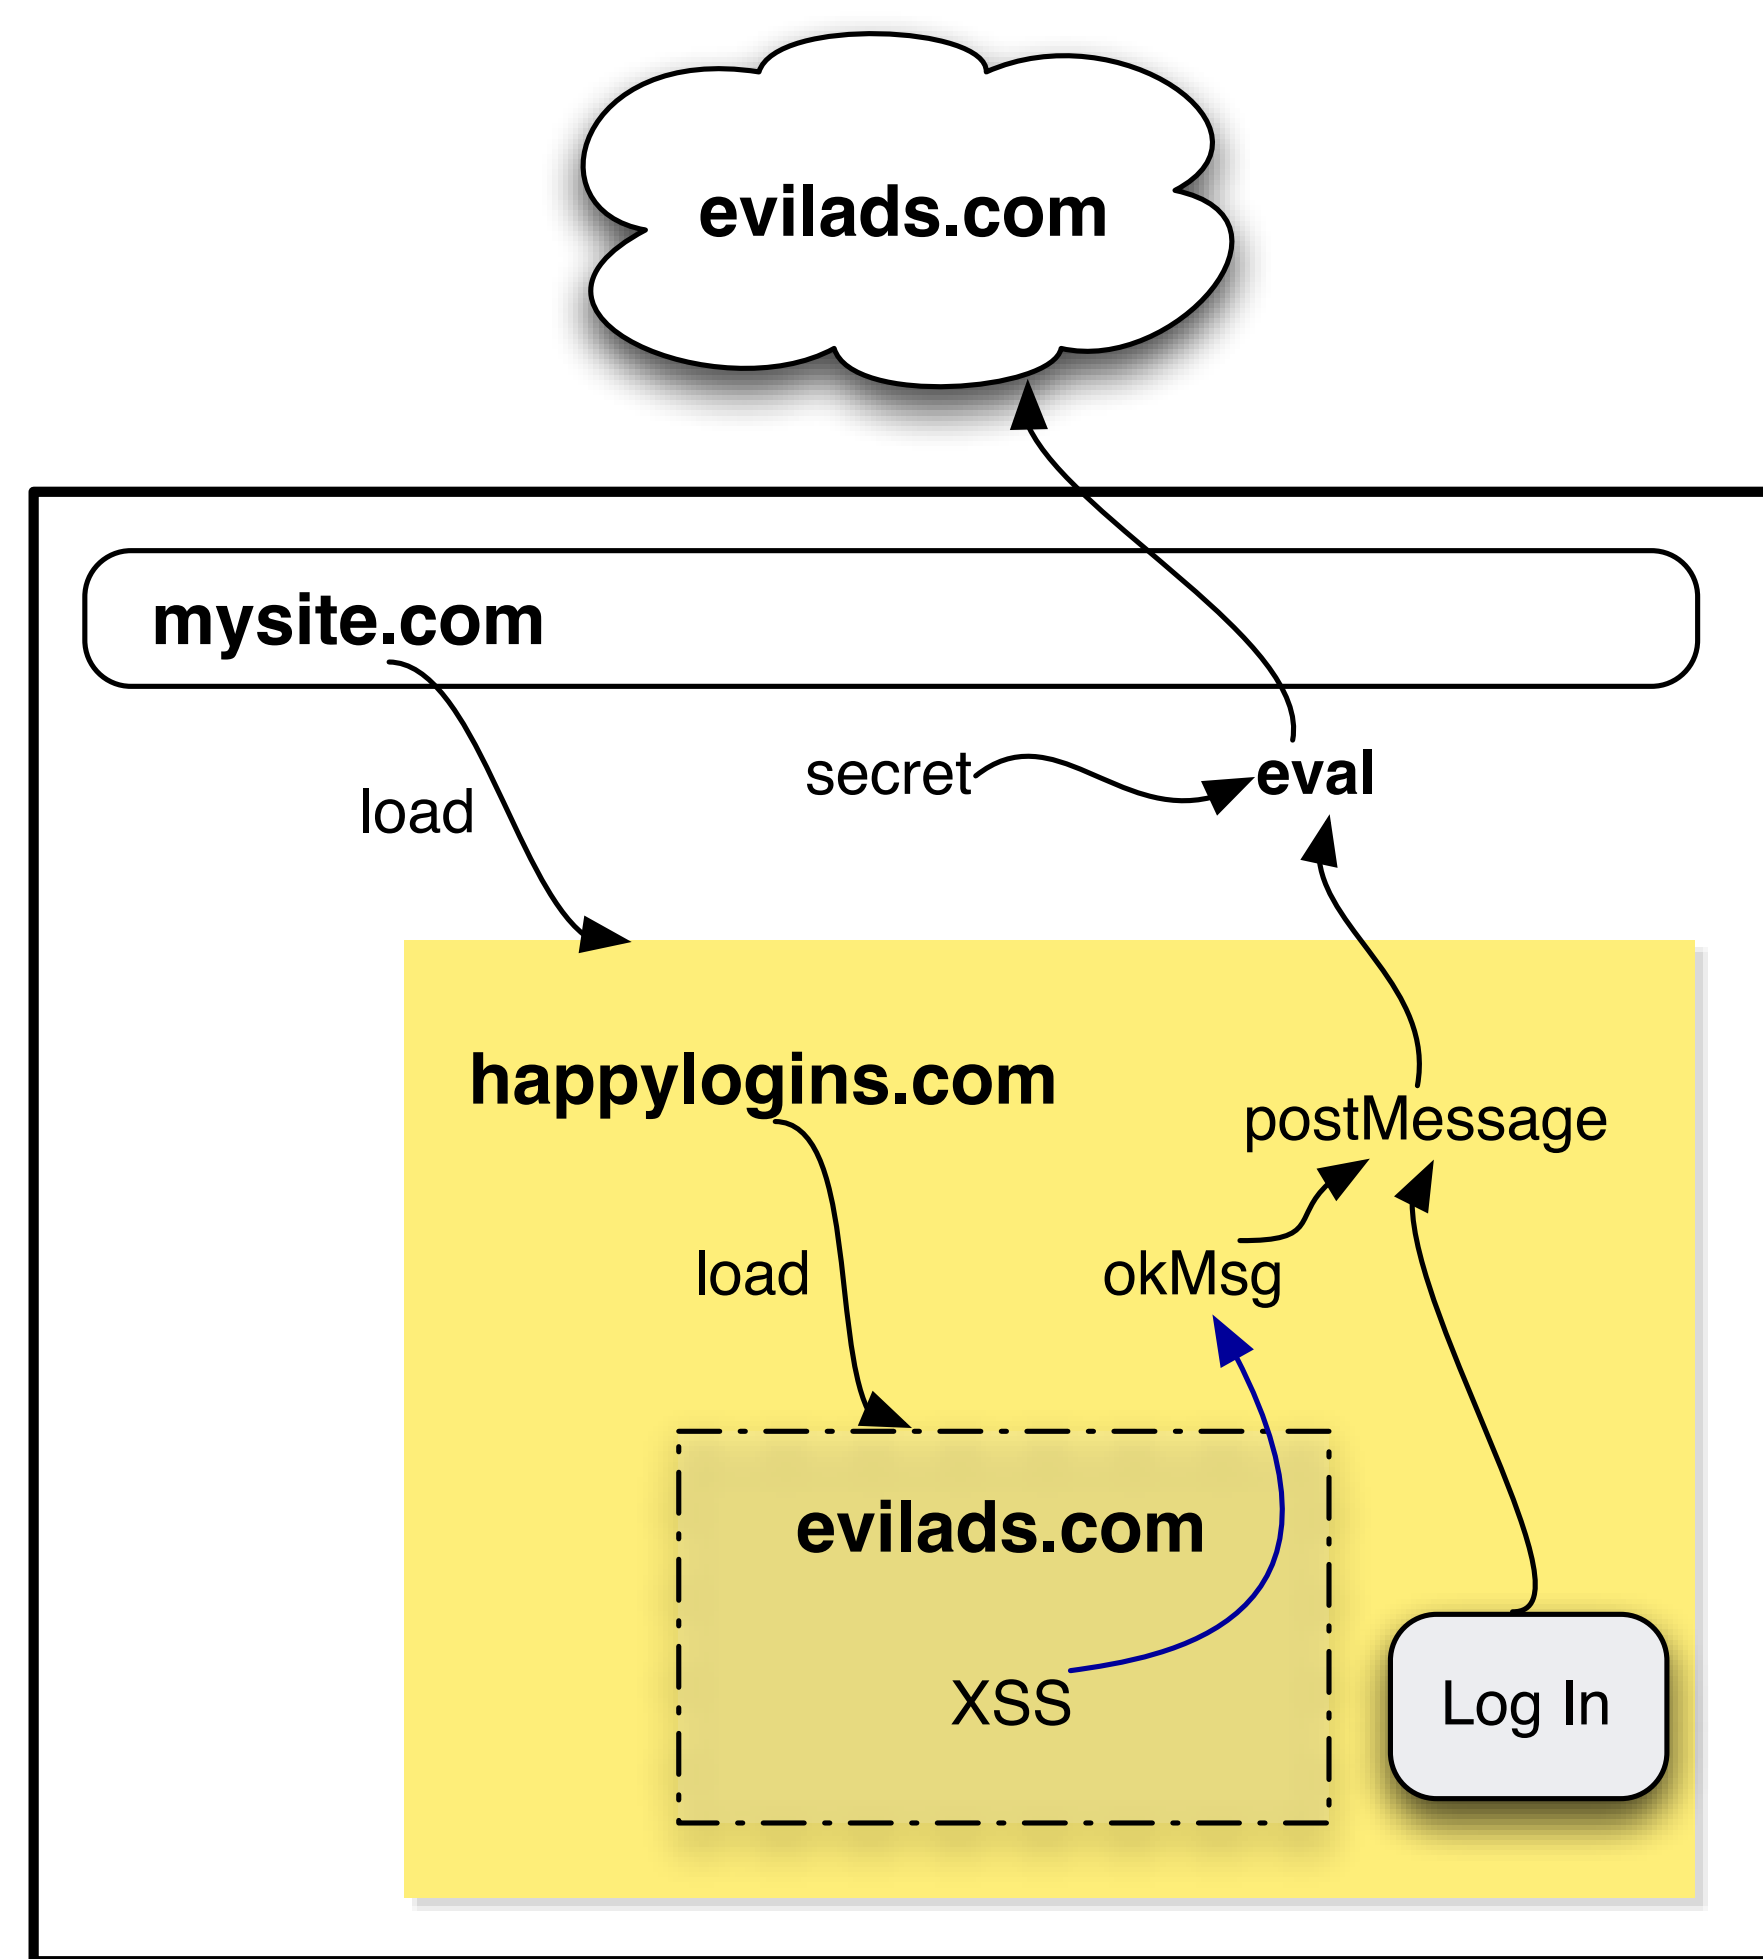 evilads.com
mysite.com
secret
eval
load
happylogins.com
postMessage
load
okMsg
evilads.com
XSS
Log In